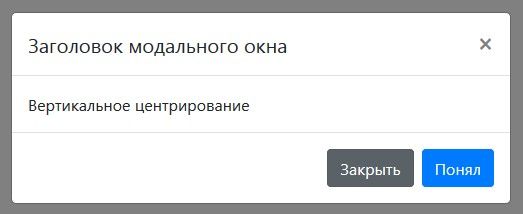 Заголовок модального окна ×
Вертикальное центрирование
Закрыть Понял